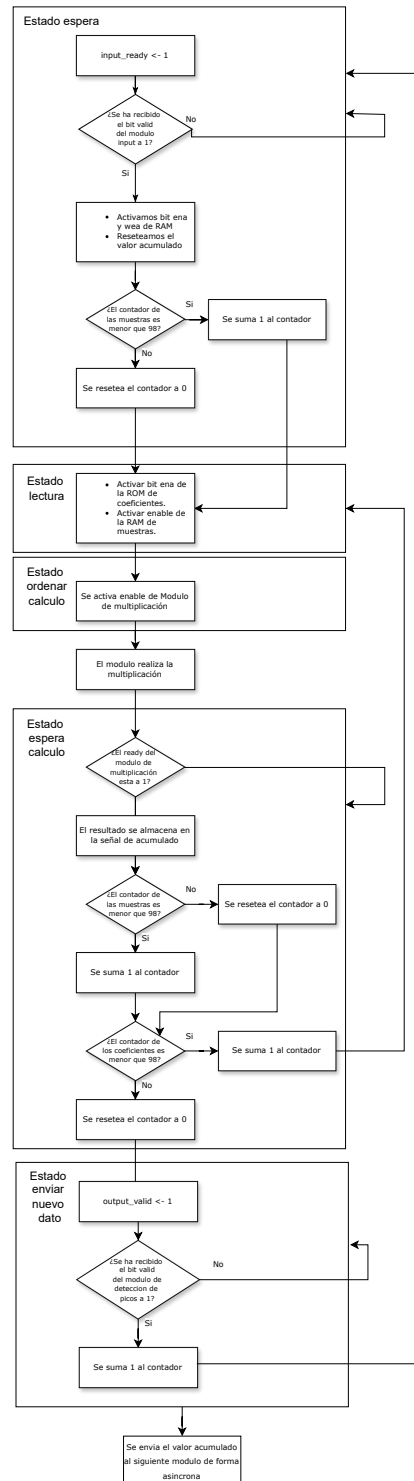 Estado espera
input_ready <- 1
¿Se ha recibido
el bit valid
del modulo
input a 1?
No
Si
• Activamos bit ena
y wea de RAM
• Reseteamos el
valor acumulado
¿El contador de
las muestras es
menor que 98?
Si
Se suma 1 al contador
No
Se resetea el contador a 0
Estado
lectura
• Activar bit ena de
la ROM de
coeficientes.
• Activar enable de
la RAM de
muestras.
Estado
ordenar
calculo
Se activa enable de Modulo
de multiplicación
El modulo realiza la
multiplicación
Estado
espera
calculo
¿El ready del
modulo de
multiplicación
esta a 1?
El resultado se almacena en
la señal de acumulado
¿El contador de
las muestras es
menor que 98?
No
Se resetea el contador a 0
Si
Se suma 1 al contador
¿El contador de
los coeficientes es
menor que 98?
Si
Se suma 1 al contador
No
Se resetea el contador a 0
Estado
enviar
nuevo
dato
output_valid <- 1
¿Se ha recibido
el bit valid
del modulo de
deteccion de
picos a 1?
No
Si
Se suma 1 al contador
Se envia el valor acumulado
al siguiente modulo de forma
asincrona